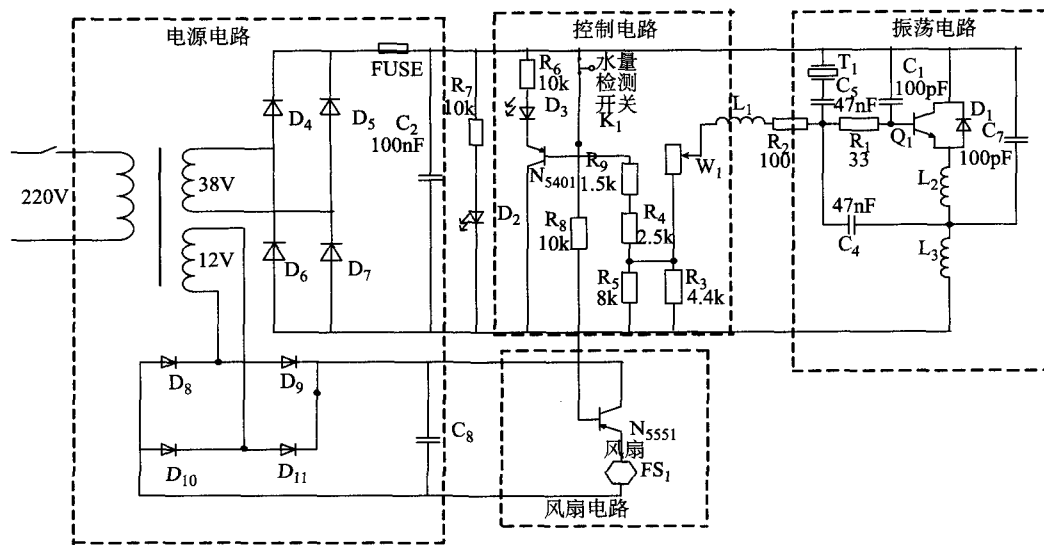 电源电路
控制电路
振荡电路
FUSE
R7
10k
R6
10k
水量
检测
开关
K1
D3
T1
C5
47nF
C1
100pF
D1
C7
100pF
D4
D5
C2
100nF
L1
R2
100
R1
33
Q1
220V
38V
N5401
R9
1.5k
W1
D2
R8
10k
R4
2.5k
47nF
C4
L2
12V
D6
D7
R5
8k
R3
4.4k
L3
D8
D9
C8
N5551
风扇
FS1
D10
D11
风扇电路